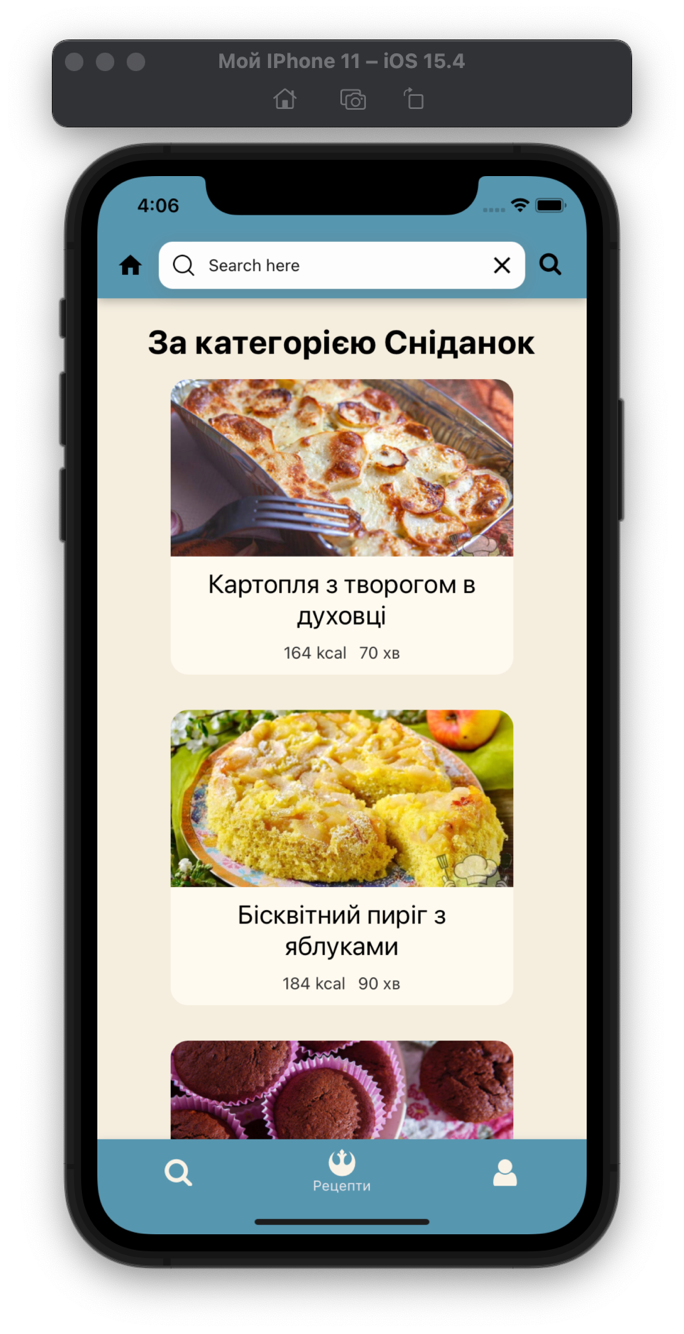 Мой IPhone 11 – iOS 15.4
4:06
Search here
За категорією Сніданок
Картопля з творогом в
духовці
164 kcal 70 хв
Бісквітний пиріг з
яблуками
184 kcal 90 хв
Рецепти